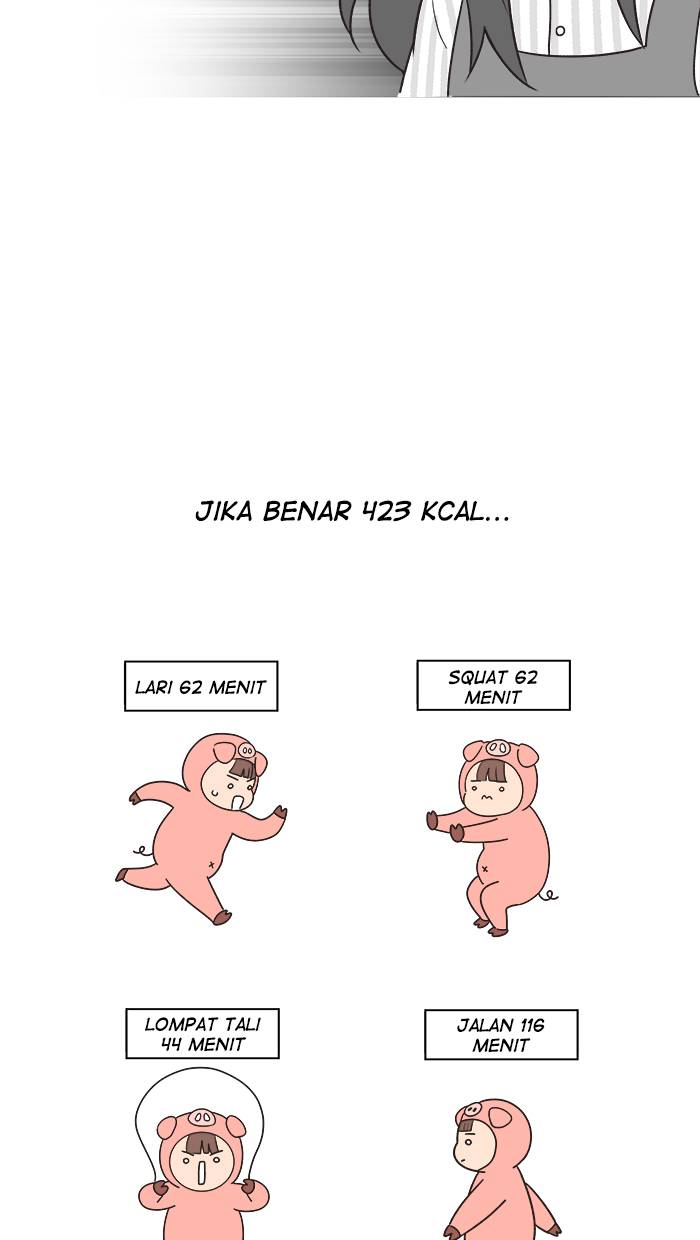 JIKA BENAR 423 KCAL...
LARI 62 MENIT
SQUAT 62
MENIT
LOMPAT TALI
44 MENIT
JALAN 116
MENIT